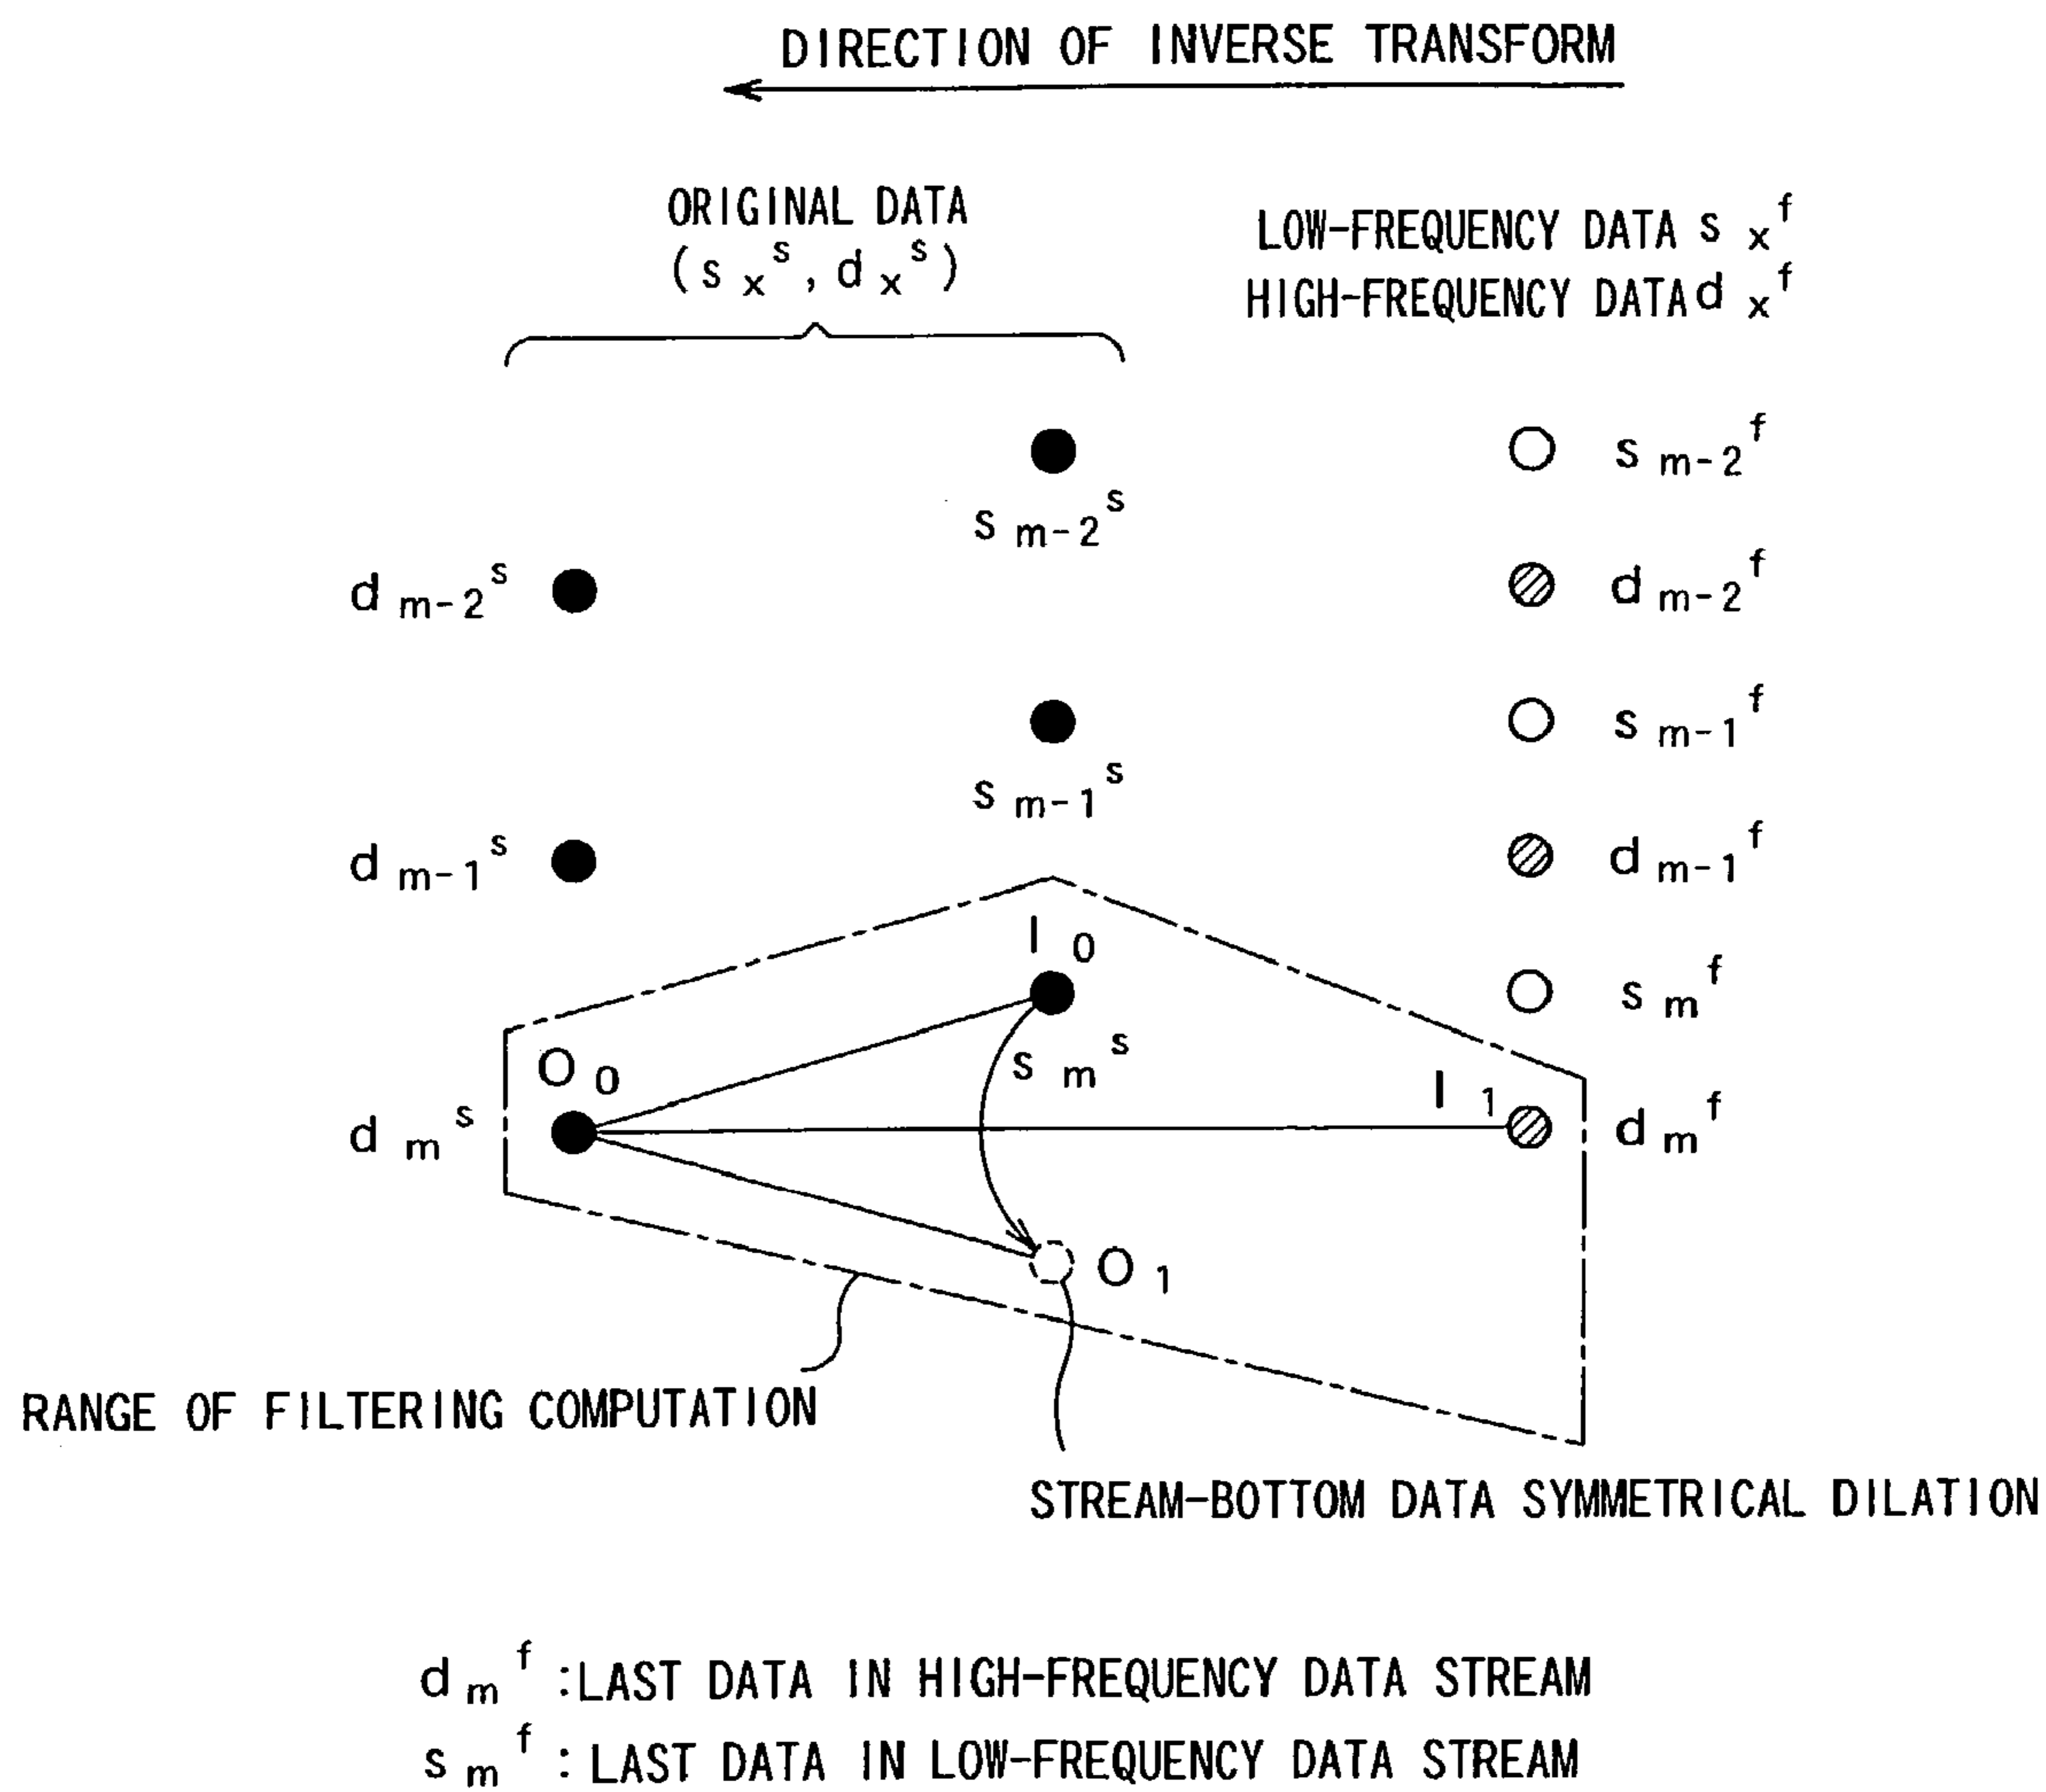 DIRECTION OF INVERSE TRANSFORM
ORIGINAL DATA
(s x s, d x s)
LOW-FREQUENCY DATA s x f
HIGH-FREQUENCY DATA d x f
s m-2 f
s m-2 s
d m-2 s
d m-2 f
s m-1 f
s m-1 s
d m-1 s
d m-1 f
I 0
s m f
s m s
O 0
I 1
d m s
d m f
O 1
RANGE OF FILTERING COMPUTATION
STREAM-BOTTOM DATA SYMMETRICAL DILATION
d m f :LAST DATA IN HIGH-FREQUENCY DATA STREAM
s m f : LAST DATA IN LOW-FREQUENCY DATA STREAM